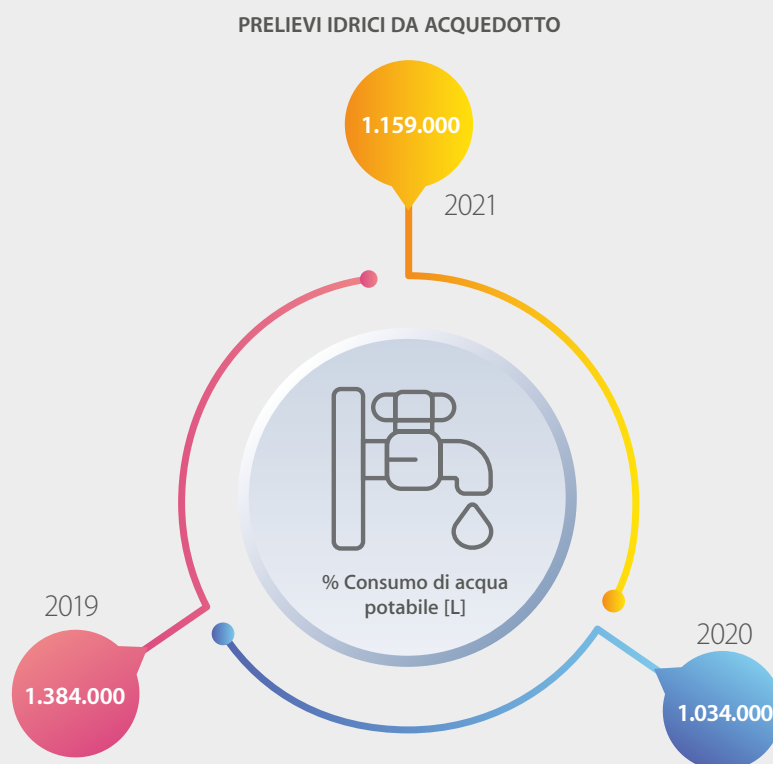 PRELIEVI IDRICI DA ACQUEDOTTO
1.159.000
2021
% Consumo di acqua
potabile [L]
2019
1.384.000
2020
1.034.000